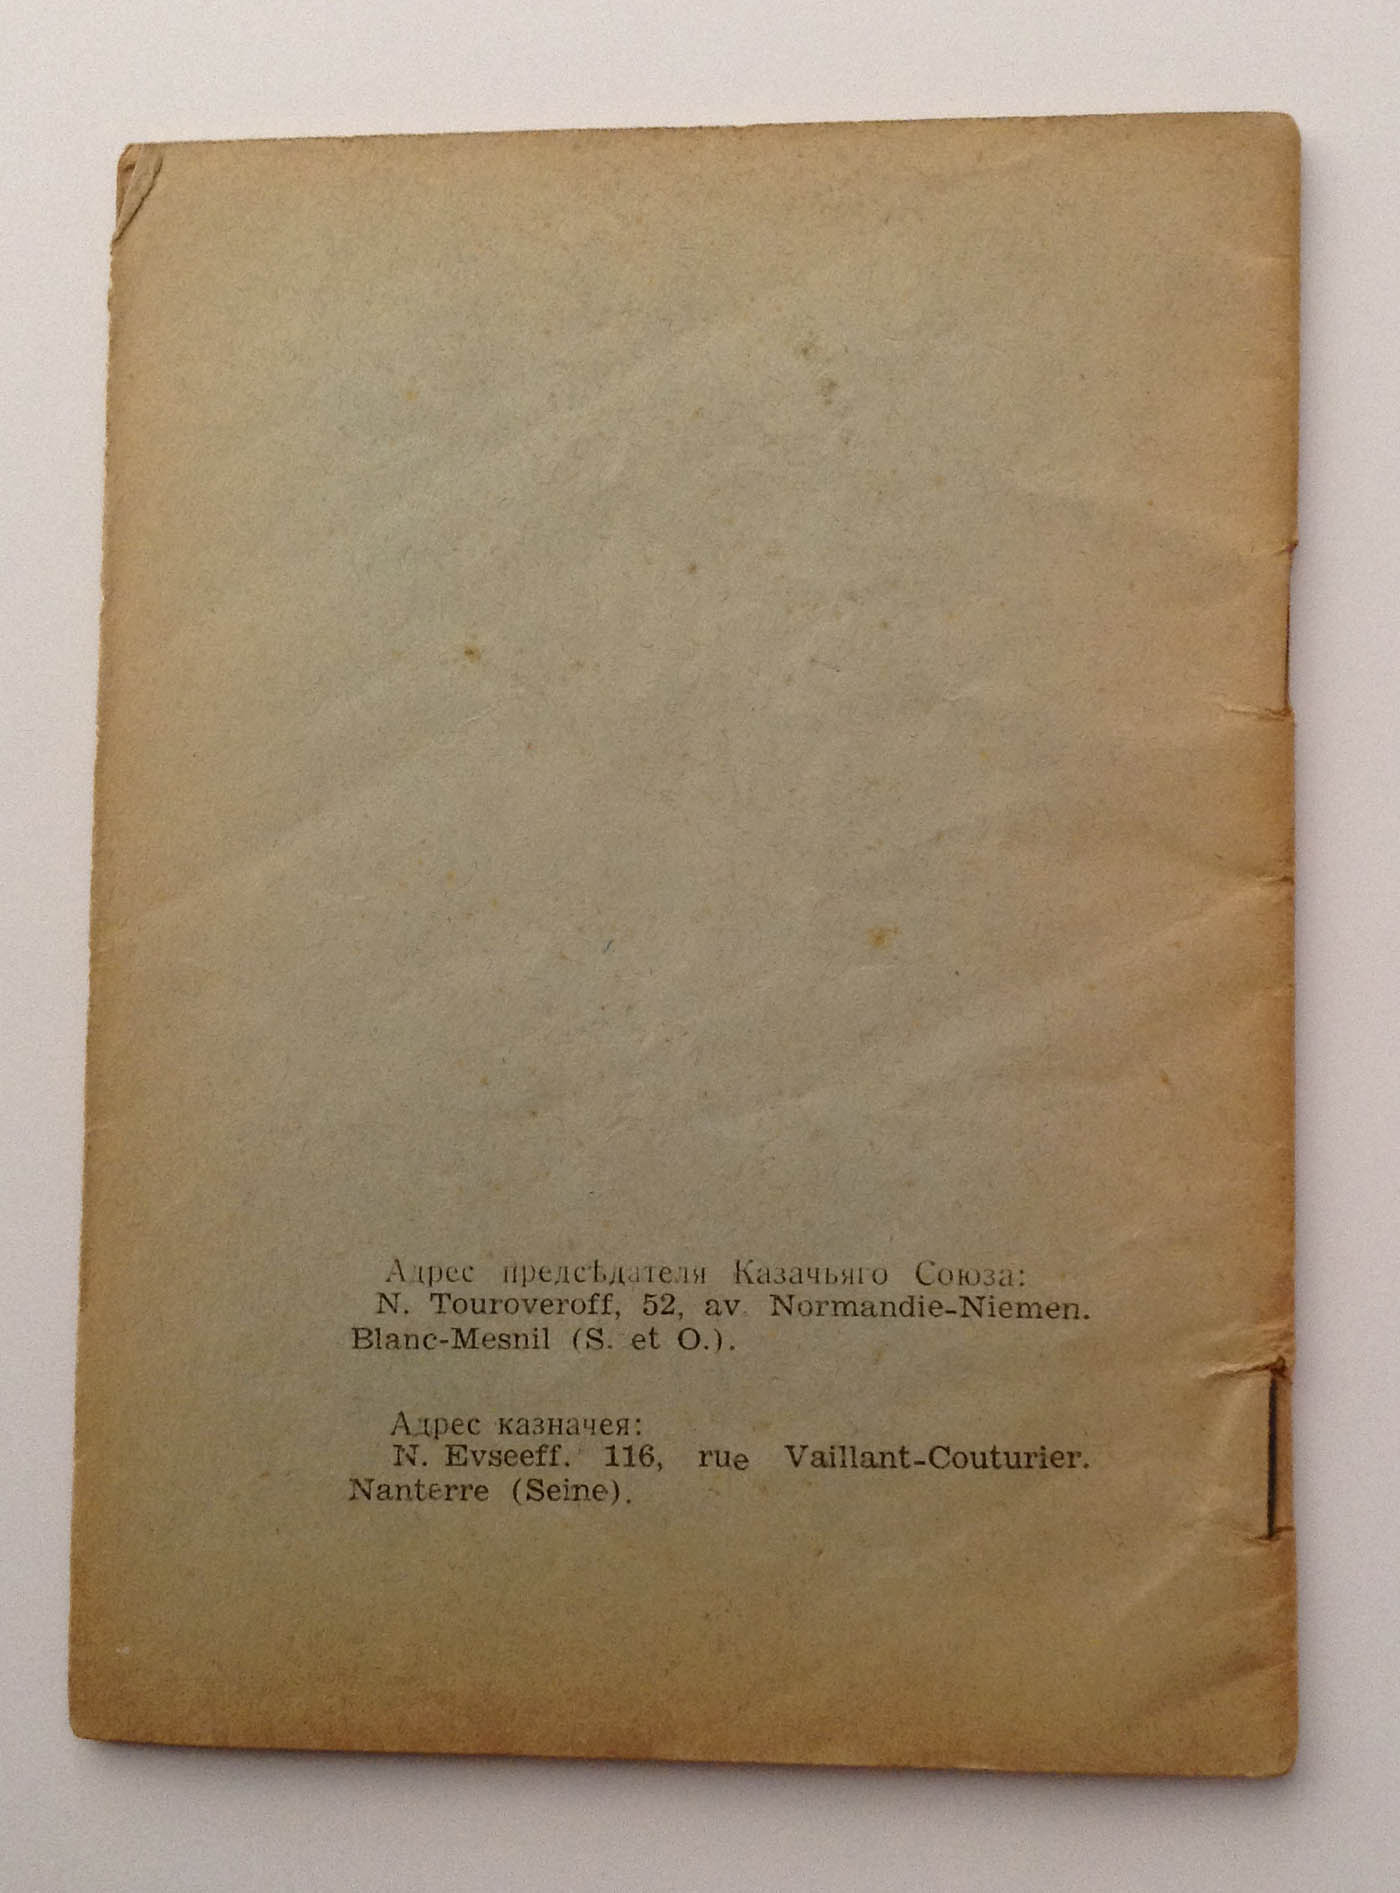 Адрес предсѣдателя Казачьяго Союза:
N. Touroveroff, 52, av. Normandie-Niemen.
Blanc-Mesnil (S. et O.).
Адрес казначея:
N. Evseeff. 116, rue Vaillant-Couturier.
Nanterre (Seine).